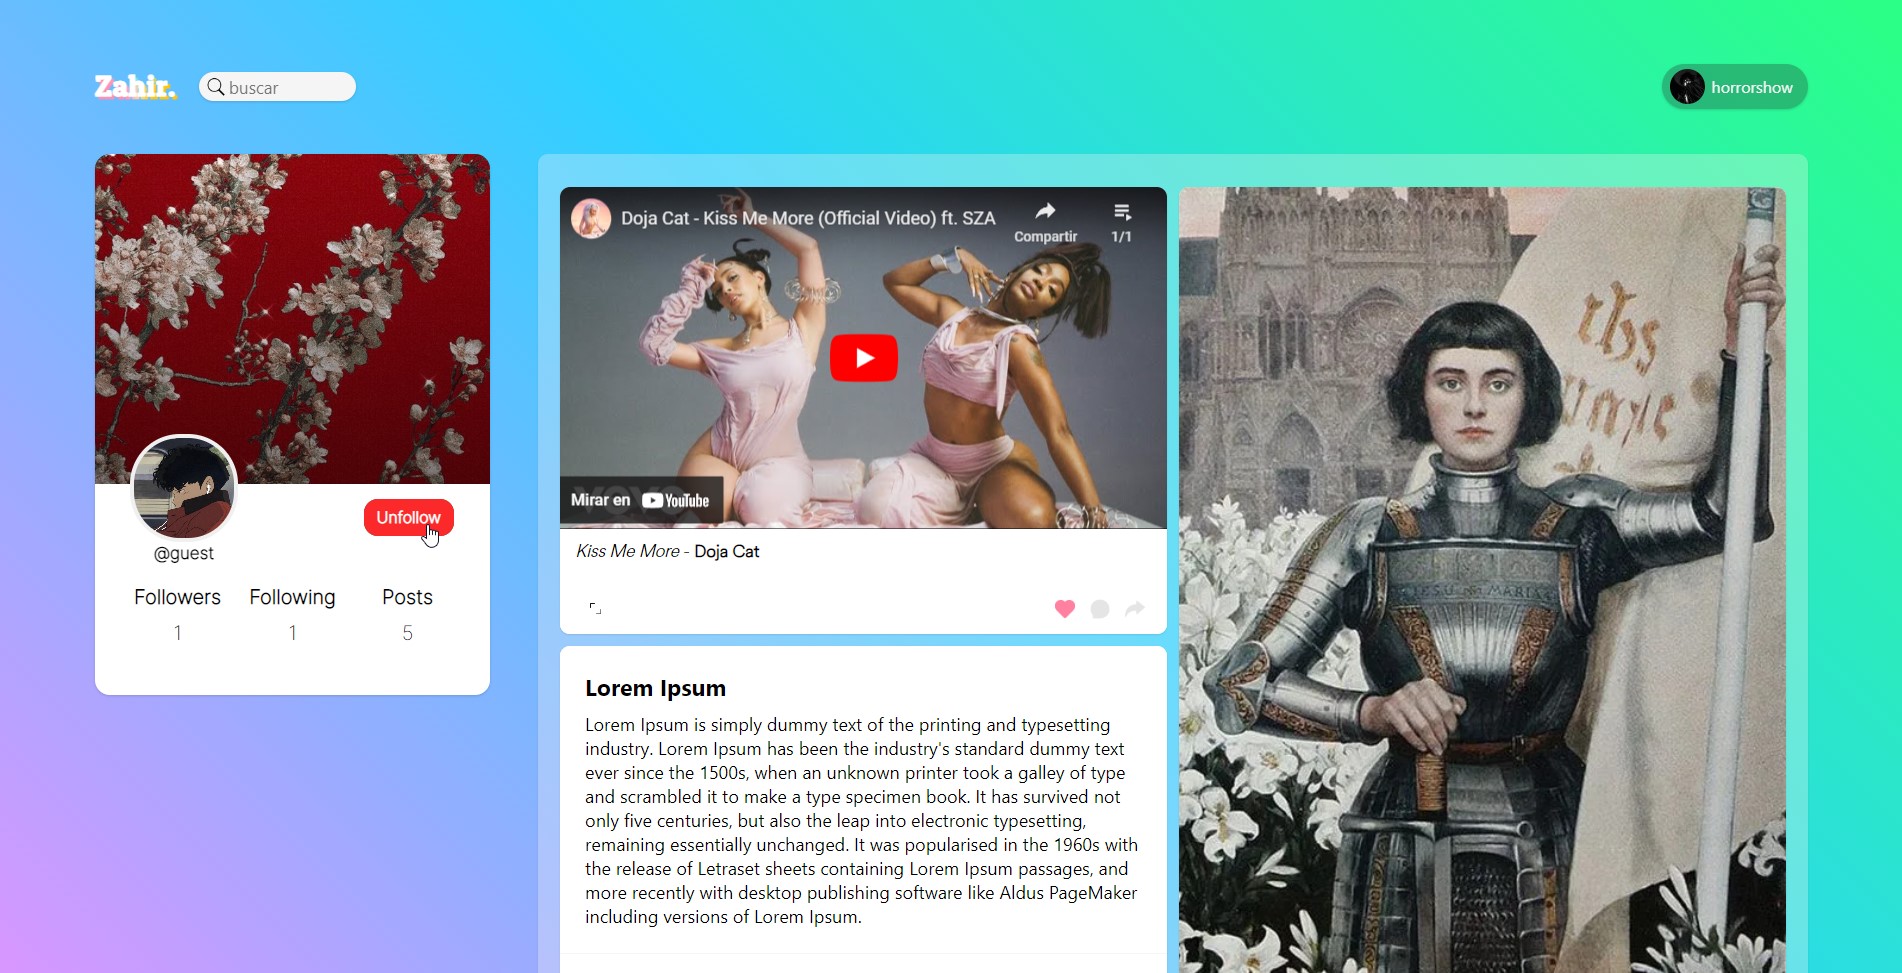 Zahir.
buscar
horrorshow
@guest
Unfollow
Followers
Following
Posts
1
1
5
Doja Cat - Kiss Me More (Official Video) ft. SZA
Compartir
1/1
Mirar en YouTube
Kiss Me More - Doja Cat
Lorem Ipsum
Lorem Ipsum is simply dummy text of the printing and typesetting
industry. Lorem Ipsum has been the industry's standard dummy text
ever since the 1500s, when an unknown printer took a galley of type
and scrambled it to make a type specimen book. It has survived not
only five centuries, but also the leap into electronic typesetting,
remaining essentially unchanged. It was popularised in the 1960s with
the release of Letraset sheets containing Lorem Ipsum passages, and
more recently with desktop publishing software like Aldus PageMaker
including versions of Lorem Ipsum.